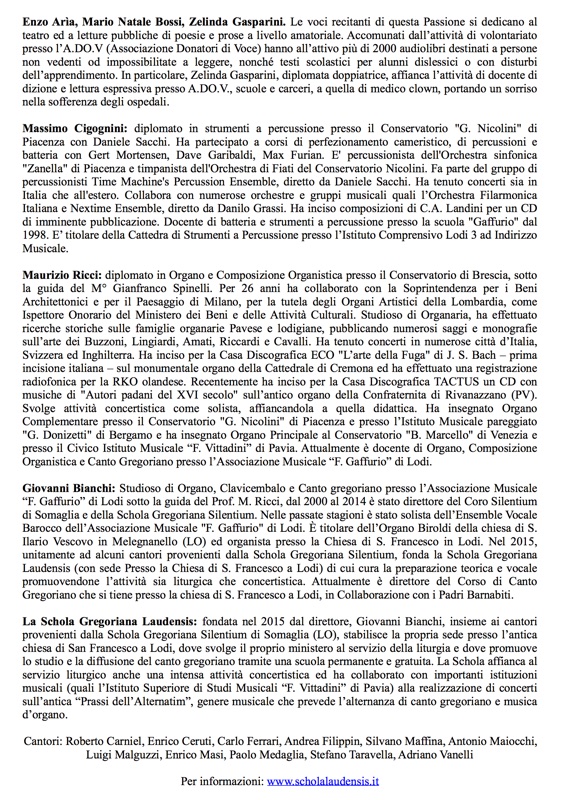 Enzo Aria, Mario Natale Bossi, Zelinda Gasparini. Le voci recitanti di questa Passione si dedicano al
teatro ed a letture pubbliche di poesie e prose a livello amatoriale. Accomunati dall'attività di volontariato
presso l'A.DO.V (Associazione Donatori di Voce) hanno all'attivo più di 2000 audiolibri destinati a persone
non vedenti od impossibilitate a leggere, nonché testi scolastici per alunni dislessici o con disturbi
dell'apprendimento. In particolare, Zelinda Gasparini, diplomata doppiatrice, affianca l'attività di docente di
dizione e lettura espressiva presso A.DO.V., scuole e carceri, a quella di medico clown, portando un sorriso
nella sofferenza degli ospedali.
Massimo Cigognini: diplomato in strumenti a percussione presso il Conservatorio "G. Nicolini" di
Piacenza con Daniele Sacchi. Ha partecipato a corsi di perfezionamento cameristico, di percussioni e
batteria con Gert Mortensen, Dave Garibaldi, Max Furian. E' percussionista dell'Orchestra sinfonica
"Zanella" di Piacenza e timpanista dell'Orchestra di Fiati del Conservatorio Nicolini. Fa parte del gruppo di
percussionisti Time Machine's Percussion Ensemble, diretto da Daniele Sacchi. Ha tenuto concerti sia in
Italia che all'estero. Collabora con numerose orchestre e gruppi musicali quali l'Orchestra Filarmonica
Italiana e Nextime Ensemble, diretto da Danilo Grassi. Ha inciso composizioni di C.A. Landini per un CD
di imminente pubblicazione. Docente di batteria e strumenti a percussione presso la scuola "Gaffurio" dal
1998. E' titolare della Cattedra di Strumenti a Percussione presso l'Istituto Comprensivo Lodi 3 ad Indirizzo
Musicale.
Maurizio Ricci: diplomato in Organo e Composizione Organistica presso il Conservatorio di Brescia, sotto
la guida del M° Gianfranco Spinelli. Per 26 anni ha collaborato con la Soprintendenza per i Beni
Architettonici e per il Paesaggio di Milano, per la tutela degli Organi Artistici della Lombardia, come
Ispettore Onorario del Ministero dei Beni e delle Attività Culturali. Studioso di Organaria, ha effettuato
ricerche storiche sulle famiglie organarie Pavese e lodigiane, pubblicando numerosi saggi e monografie
sull'arte dei Buzzoni, Lingiardi, Amati, Riccardi e Cavalli. Ha tenuto concerti in numerose città d'Italia,
Svizzera ed Inghilterra. Ha inciso per la Casa Discografica ECO "L'arte della Fuga" di J. S. Bach – prima
incisione italiana – sul monumentale organo della Cattedrale di Cremona ed ha effettuato una registrazione
radiofonica per la RKO olandese. Recentemente ha inciso per la Casa Discografica TACTUS un CD con
musiche di "Autori padani del XVI secolo" sull'antico organo della Confraternita di Rivanazzano (PV).
Svolge attività concertistica come solista, affiancandola a quella didattica. Ha insegnato Organo
Complementare presso il Conservatorio "G. Nicolini" di Piacenza e presso l'Istituto Musicale pareggiato
"G. Donizetti" di Bergamo e ha insegnato Organo Principale al Conservatorio "B. Marcello" di Venezia e
presso il Civico Istituto Musicale “F. Vittadini” di Pavia. Attualmente è docente di Organo, Composizione
Organistica e Canto Gregoriano presso l'Associazione Musicale “F. Gaffurio” di Lodi.
Giovanni Bianchi: Studioso di Organo, Clavicembalo e Canto gregoriano presso l'Associazione Musicale
“F. Gaffurio” di Lodi sotto la guida del Prof. M. Ricci, dal 2000 al 2014 è stato direttore del Coro Silentium
di Somaglia e della Schola Gregoriana Silentium. Nelle passate stagioni è stato solista dell'Ensemble Vocale
Barocco dell'Associazione Musicale "F. Gaffurio" di Lodi. È titolare dell'Organo Biroldi della chiesa di S.
Ilario Vescovo in Melegnanello (LO) ed organista presso la Chiesa di S. Francesco in Lodi. Nel 2015,
unitamente ad alcuni cantori provenienti dalla Schola Gregoriana Silentium, fonda la Schola Gregoriana
Laudensis (con sede Presso la Chiesa di S. Francesco a Lodi) di cui cura la preparazione teorica e vocale
promuovendone l'attività sia liturgica che concertistica. Attualmente è direttore del Corso di Canto
Gregoriano che si tiene presso la chiesa di S. Francesco a Lodi, in Collaborazione con i Padri Barnabiti.
La Schola Gregoriana Laudensis: fondata nel 2015 dal direttore, Giovanni Bianchi, insieme ai cantori
provenienti dalla Schola Gregoriana Silentium di Somaglia (LO), stabilisce la propria sede presso l'antica
chiesa di San Francesco a Lodi, dove svolge il proprio ministero al servizio della liturgia e dove promuove
lo studio e la diffusione del canto gregoriano tramite una scuola permanente e gratuita. La Schola affianca al
servizio liturgico anche una intensa attività concertistica ed ha collaborato con importanti istituzioni
musicali (quali l'Istituto Superiore di Studi Musicali “F. Vittadini” di Pavia) alla realizzazione di concerti
sull'antica “Prassi dell'Alternatim”, genere musicale che prevede l'alternanza di canto gregoriano e musica
d'organo.
Cantori: Roberto Carniel, Enrico Ceruti, Carlo Ferrari, Andrea Filippin, Silvano Maffina, Antonio Maiocchi,
Luigi Malguzzi, Enrico Masi, Paolo Medaglia, Stefano Taravella, Adriano Vanelli
Per informazioni: www.scholalaudensis.it